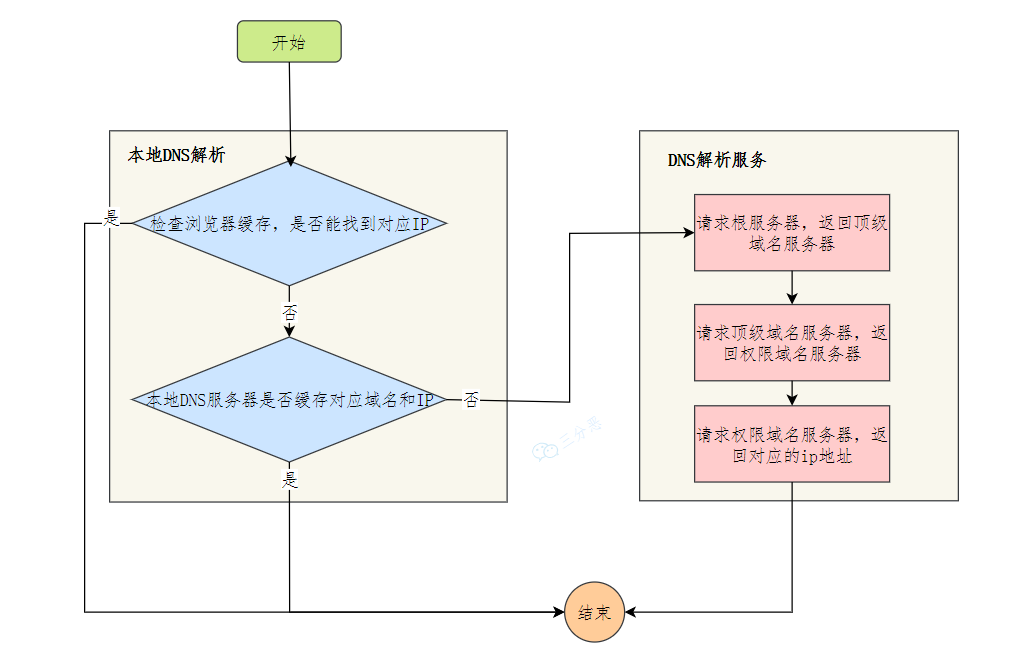 开始
本地DNS解析
检查浏览器缓存，是否能找到对应IP
是
否
本地DNS服务器是否缓存对应域名和IP
否
是
DNS解析服务
请求根服务器，返回顶级
域名服务器
请求顶级域名服务器，返
回权限域名服务器
请求权限域名服务器，返
回对应的ip地址
三分恶
结束